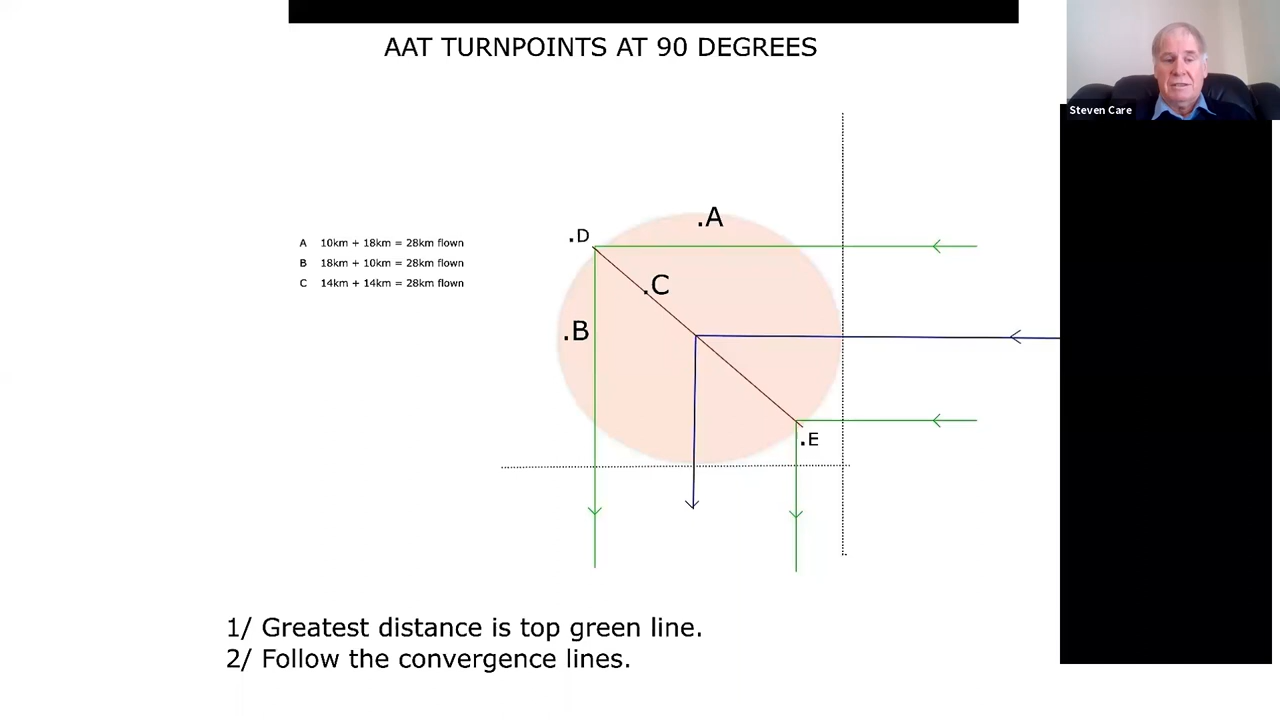 AAT TURNPOINTS AT 90 DEGREES
Steven Care
.A
.D
A 10km + 18km = 28km flown
B 18km + 10km = 28km flown
C 14km + 14km = 28km flown
.C
.B
.E
1/ Greatest distance is top green line.
2/ Follow the convergence lines.